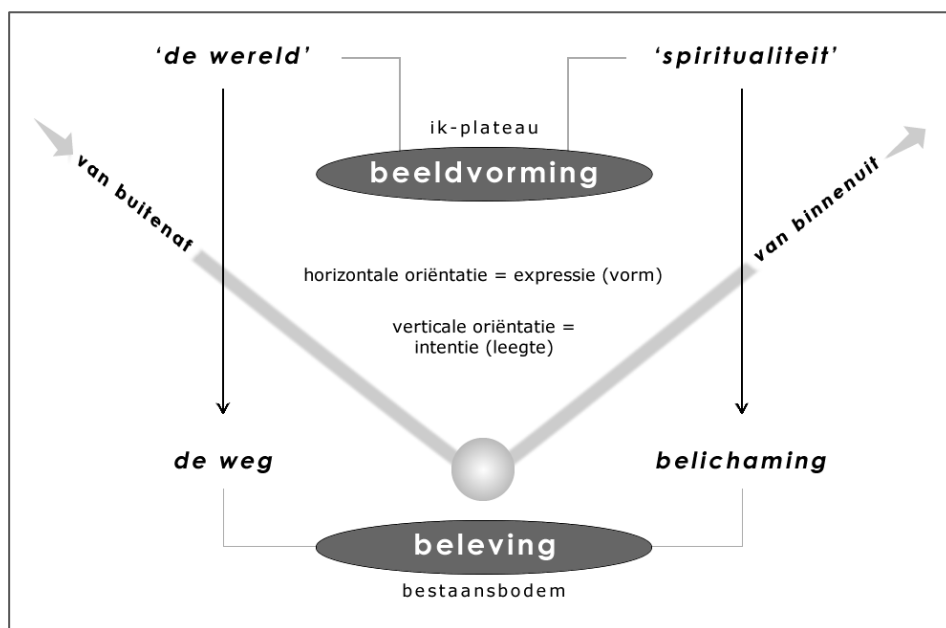 ‘de wereld’
‘spiritualiteit’
ik-plateau
beeldvorming
van buitenaf
van binnenuit
horizontale oriëntatie = expressie (vorm)
verticale oriëntatie =
intentie (leegte)
de weg
belichaming
beleving
bestaansbodem